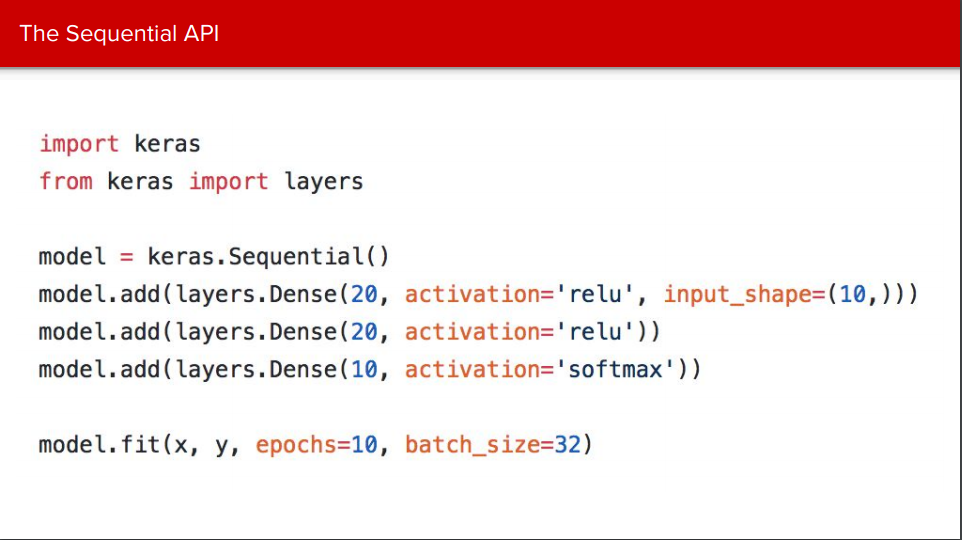 The Sequential API
import keras
from keras import layers
model = keras.Sequential()
model.add(layers.Dense(20, activation='relu', input_shape=(10,)))
model.add(layers.Dense(20, activation='relu'))
model.add(layers.Dense(10, activation='softmax'))
model.fit(x, y, epochs=10, batch_size=32)